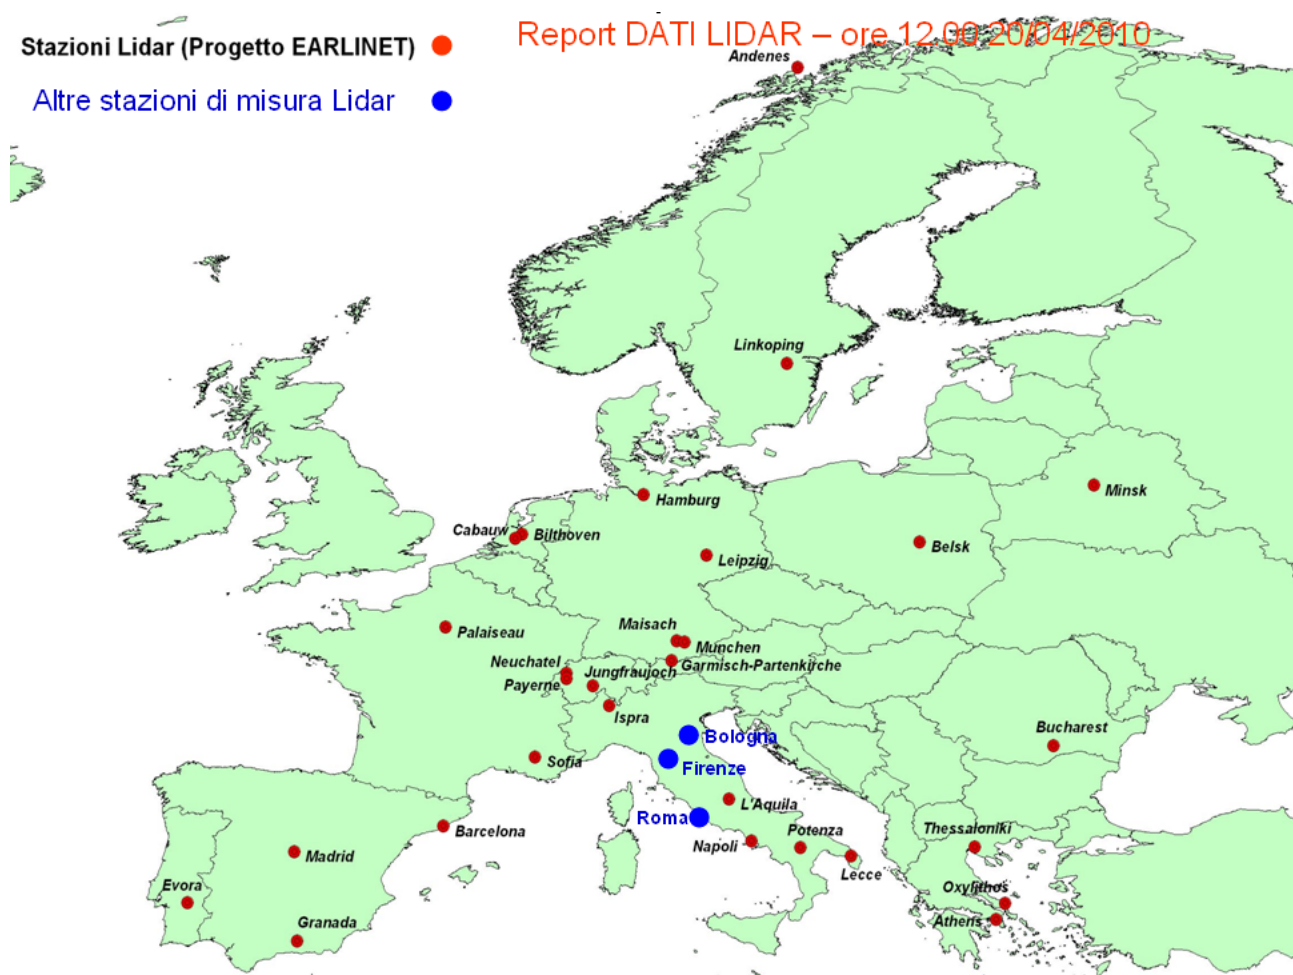 Report DATI LIDAR – ore 12.00 20/04/2010
Stazioni Lidar (Progetto EARLINET)
Altre stazioni di misura Lidar
Andenes
Linkoping
Minsk
Hamburg
Cabauw
Bilthoven
Belsk
Leipzig
Palaiseau
Maisach
Munchen
Neuchatel
Jungfraujoch
Garmisch-Partenkirche
Payerne
Ispra
Bucharest
Bologna
Sofia
Firenze
L'Aquila
Roma
Barcelona
Potenza
Thessaloniki
Napoli
Madrid
Lecce
Evora
Oxylithos
Granada
Athens